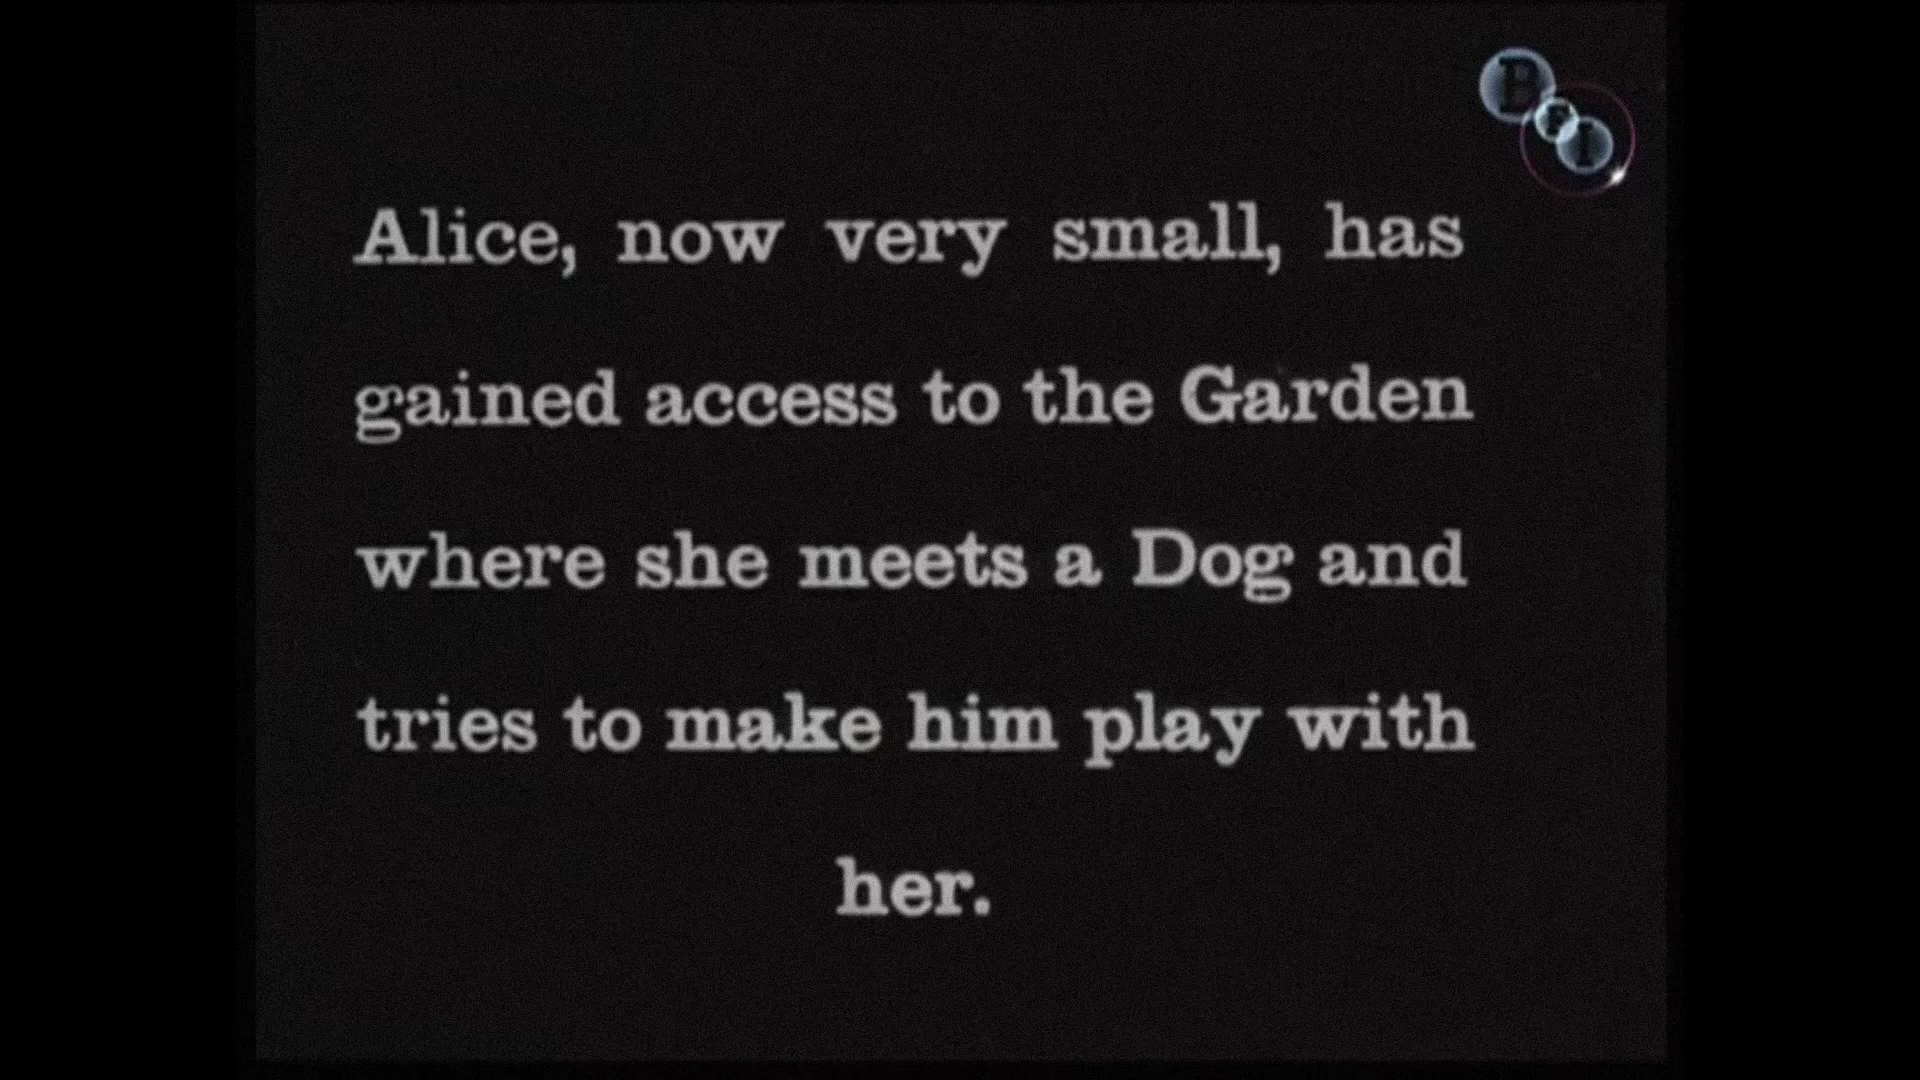 BFI
Alice, now very small, has
gained access to the Garden
where she meets a Dog and
tries to make him play with
her.